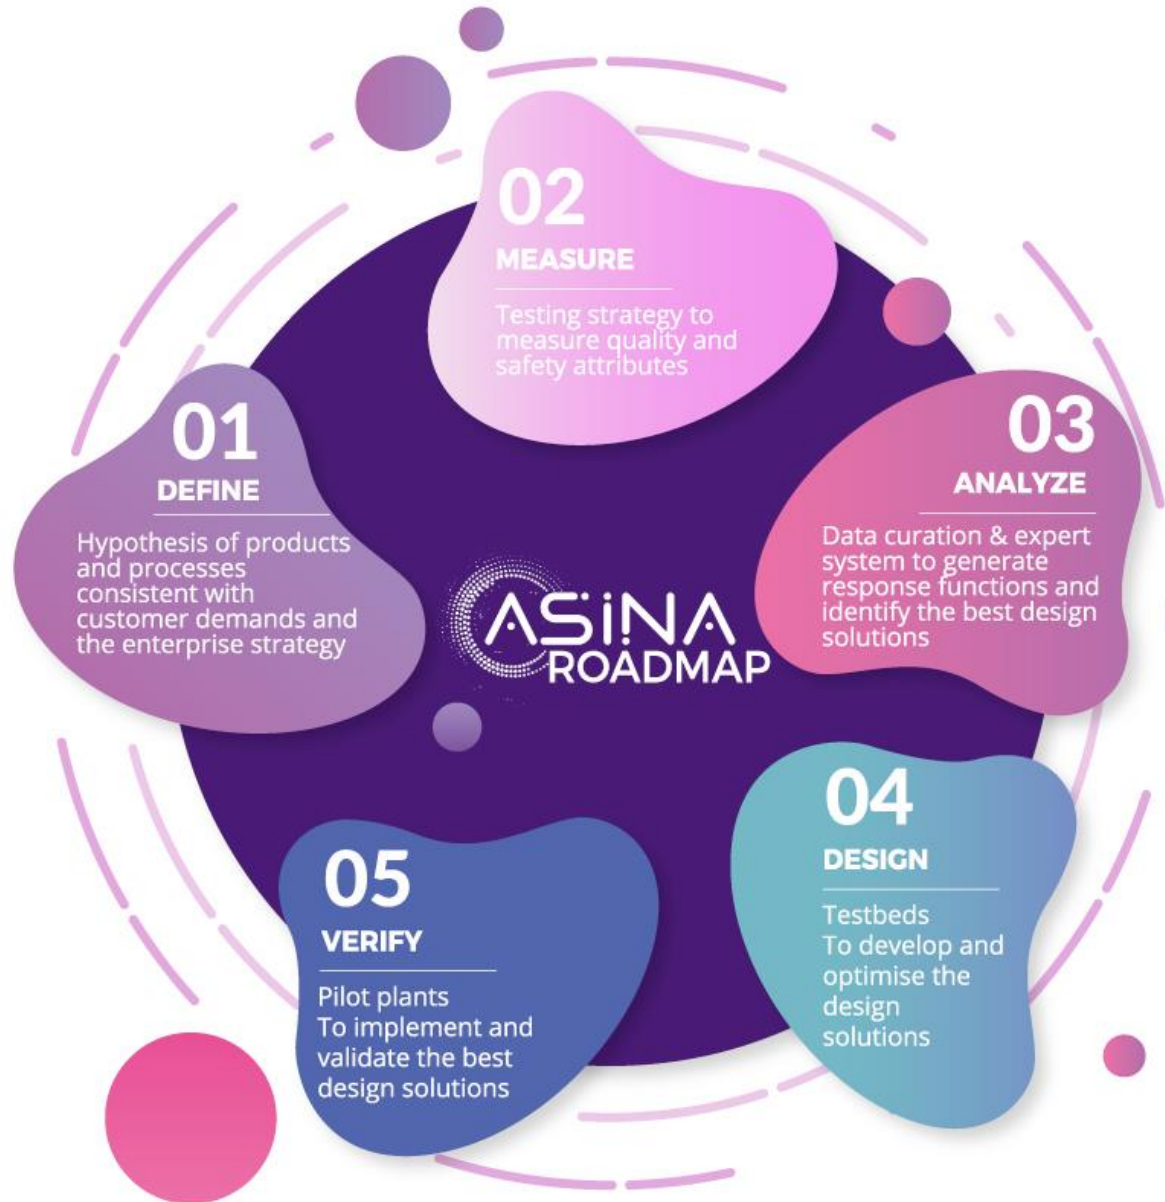 02
MEASURE
Testing strategy to
measure quality and
safety attributes
01
DEFINE
Hypothesis of products
and processes
consistent with
customer demands and
the enterprise strategy
03
ANALYZE
Data curation & expert
system to generate
response functions and
identify the best design
solutions
ASiNA
ROADMAP
04
DESIGN
Testbeds
To develop and
optimise the
design
solutions
05
VERIFY
Pilot plants
To implement and
validate the best
design solutions